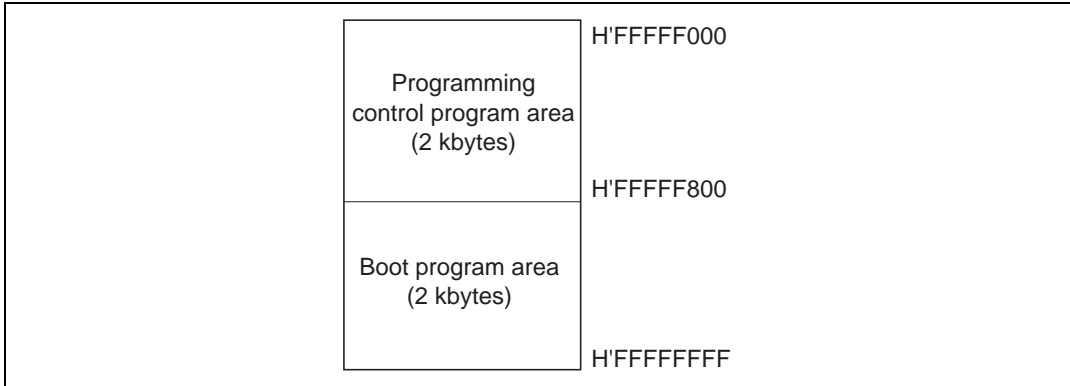 H'FFFFF000
Programming
control program area
(2 kbytes)
H'FFFFF800
Boot program area
(2 kbytes)
H'FFFFFFFF